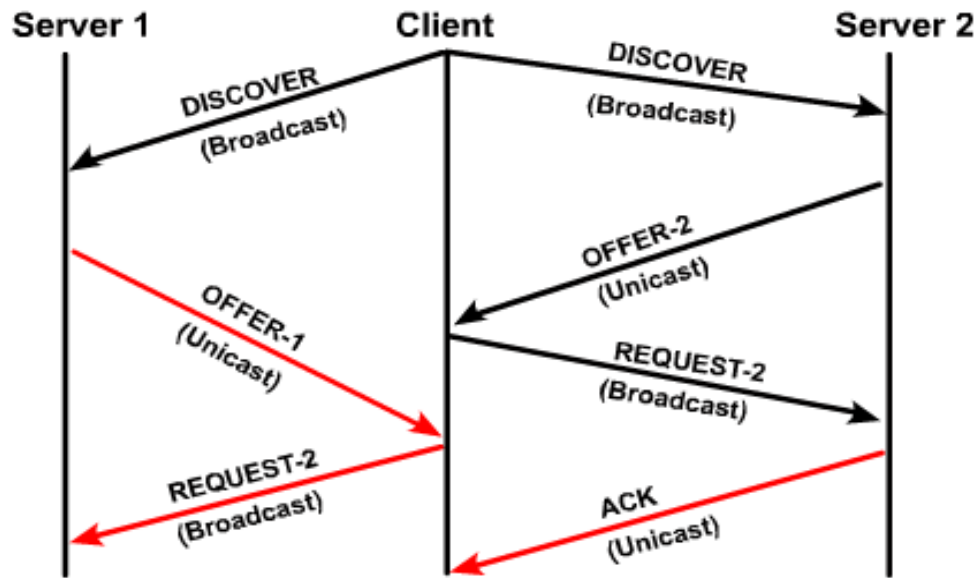 Server 1
Client
Server 2
DISCOVER
(Broadcast)
DISCOVER
(Broadcast)
OFFER-2
(Unicast)
OFFER-1
(Unicast)
REQUEST-2
(Broadcast)
REQUEST-2
(Broadcast)
ACK
(Unicast)